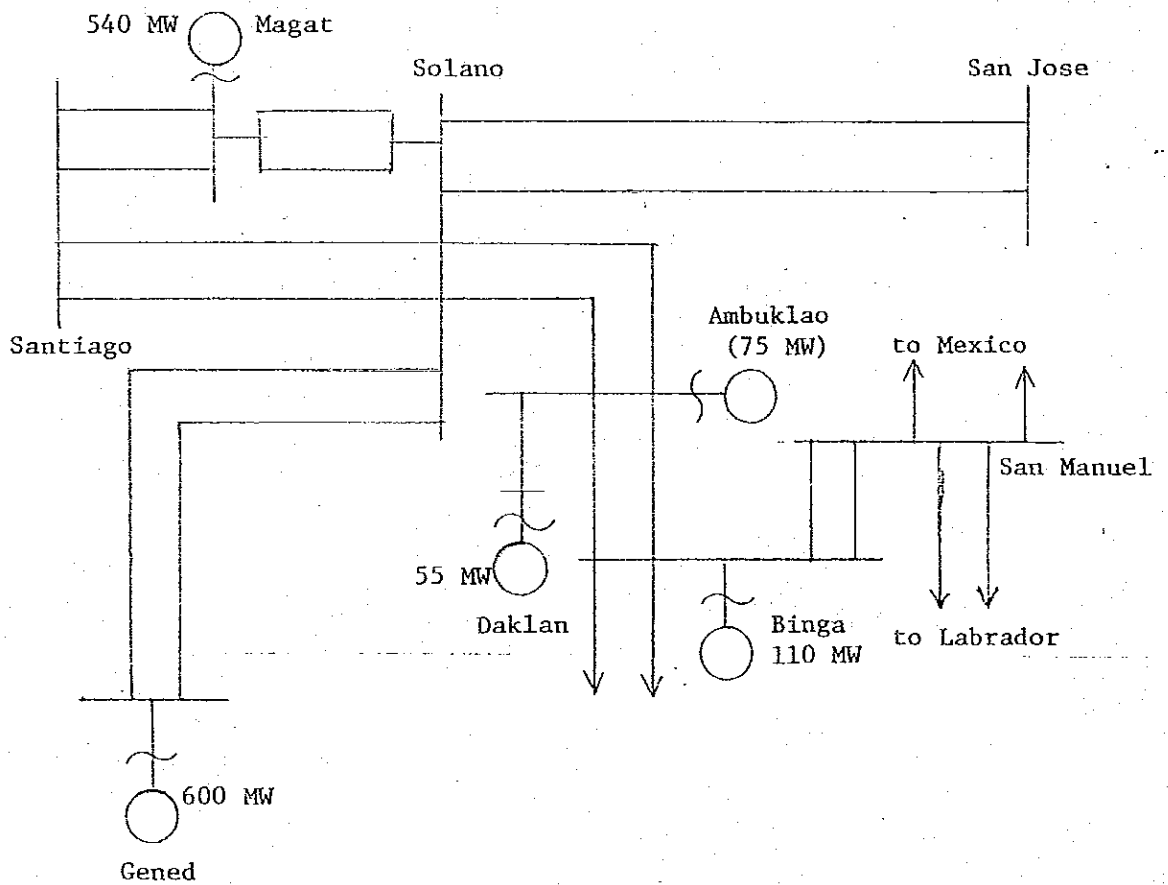 540 MW
Magat
Solano
San Jose
Santiago
Ambuklao
(75 MW)
to Mexico
San Manuel
55 MW
Daklan
Binga
110 MW
to Labrador
600 MW
Gened